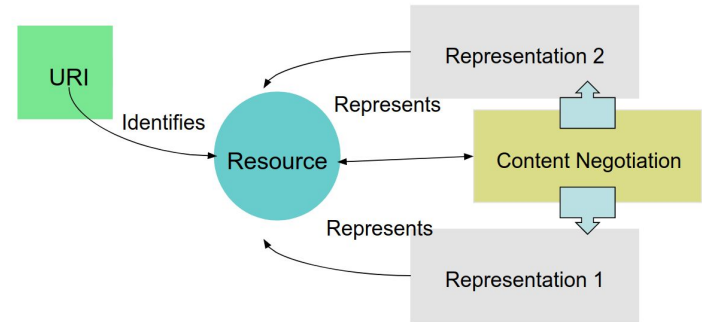 Representation 2
URI
Represents
Identifies
Resource
Content Negotiation
Represents
Representation 1